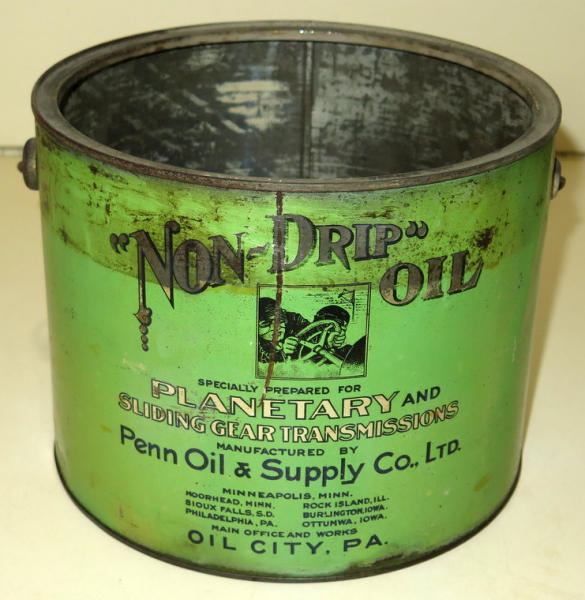 "NON-DRIP"
OIL
SPECIALLY PREPARED FOR
PLANETARY AND
SLIDING GEAR TRANSMISSIONS
MANUFACTURED BY
Penn Oil & Supply Co., LTD.
MINNEAPOLIS, MINN.
MOORHEAD, MINN. ROCK ISLAND, ILL.
SIOUX FALLS, S.D. BURLINGTON, IOWA.
PHILADELPHIA, PA. OTTUMWA, IOWA.
MAIN OFFICE AND WORKS
OIL CITY, PA.